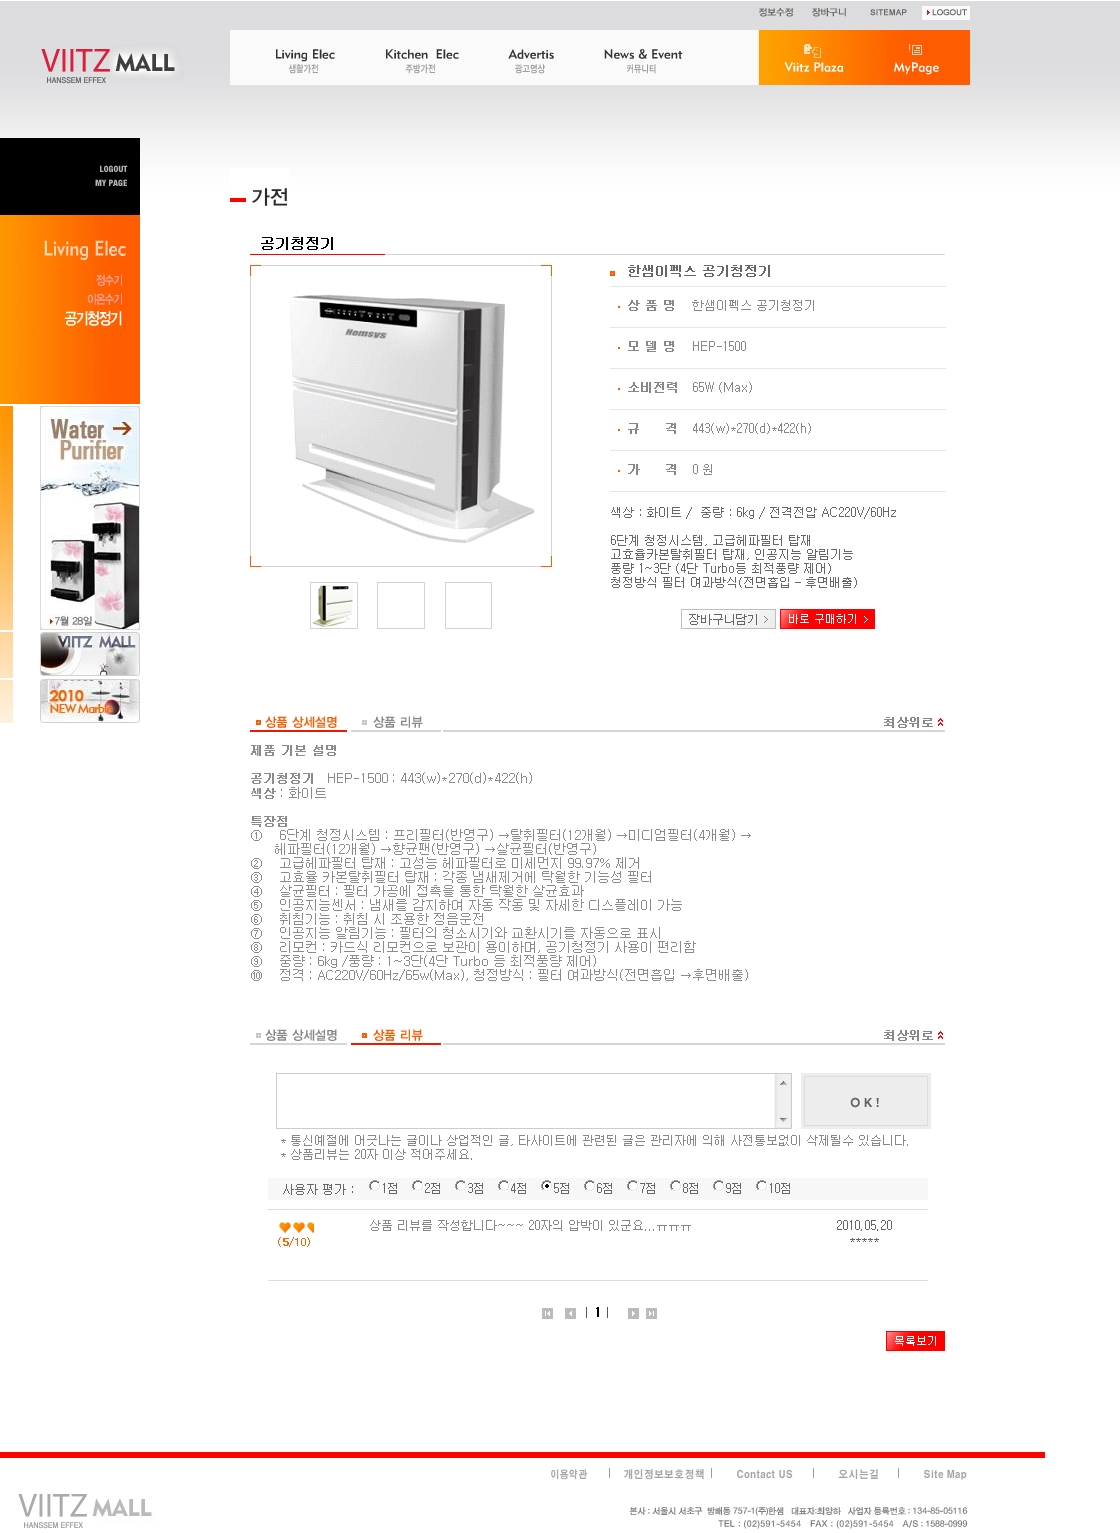 정보수정 장바구니 SITEMAP LOGOUT
VIITZ MALL
HANSSEM EFFEX
Living Elec Kitchen Elec Advertis News & Event
생활가전 주방가전 광고영상 커뮤니티
Viitz Plaza MyPage
LOGOUT
MY PAGE
Living Elec
정수기
이온수기
공기청정기
Water
Purifier
7월 28일
VIITZ MALL
2010
NEW Marble
가전
공기청정기
Homsys
한샘이펙스 공기청정기
상 품 명 한샘이펙스 공기청정기
모 델 명 HEP-1500
소비전력 65W (Max)
규 격 443(w)*270(d)*422(h)
가 격 0 원
색상 : 화이트 / 중량 : 6kg / 전격전압 AC220V/60Hz
6단계 청정시스템, 고급헤파필터 탑재
고효율카본탈취필터 탑재, 인공지능 알림기능
풍량 1~3단 (4단 Turbo등 최적풍량 제어)
청정방식 필터 여과방식(전면흡입 - 후면배출)
장바구니담기 바로 구매하기
상품 상세설명 상품 리뷰 최상위로
제품 기본 설명
공기청정기 HEP-1500 : 443(w)*270(d)*422(h)
색상 : 화이트
특장점
① 6단계 청정시스템 : 프리필터(반영구) →탈취필터(12개월) →미디엄필터(4개월) →
헤파필터(12개월) →향균팬(반영구) →살균필터(반영구)
② 고급헤파필터 탑재 : 고성능 헤파필터로 미세먼지 99.97% 제거
③ 고효율 카본탈취필터 탑재 : 각종 냄새제거에 탁월한 기능성 필터
④ 살균필터 : 필터 가공에 접촉을 통한 탁월한 살균효과
⑤ 인공지능센서 : 냄새를 감지하여 자동 작동 및 자세한 디스플레이 가능
⑥ 취침기능 : 취침 시 조용한 정음운전
⑦ 인공지능 알림기능 : 필터의 청소시기와 교환시기를 자동으로 표시
⑧ 리모컨 : 카드식 리모컨으로 보관이 용이하며, 공기청정기 사용이 편리함
⑨ 중량 : 6kg /풍량 : 1~3단(4단 Turbo 등 최적풍량 제어)
⑩ 정격 : AC220V/60Hz/65w(Max), 청정방식 : 필터 여과방식(전면흡입 →후면배출)
상품 상세설명 상품 리뷰 최상위로
OK!
* 통신예절에 어긋나는 글이나 상업적인 글, 타사이트에 관련된 글은 관리자에 의해 사전통보없이 삭제될수 있습니다.
* 상품리뷰는 20자 이상 적어주세요.
사용자 평가 : 1점 2점 3점 4점 5점 6점 7점 8점 9점 10점
상품 리뷰를 작성합니다~~~ 20자의 압박이 있군요...ㅠㅠㅠ 2010.05.20
(5/10) *****
| 1 |
목록보기
이용약관 | 개인정보보호정책 | Contact US | 오시는길 | Site Map
VIITZ MALL
HANSSEM EFFEX
본사 : 서울시 서초구 방배동 757-1(주)한샘 대표자:최양하 사업자 등록번호 : 134-85-05116
TEL : (02)591-5454 FAX : (02)591-5454 A/S : 1588-0999